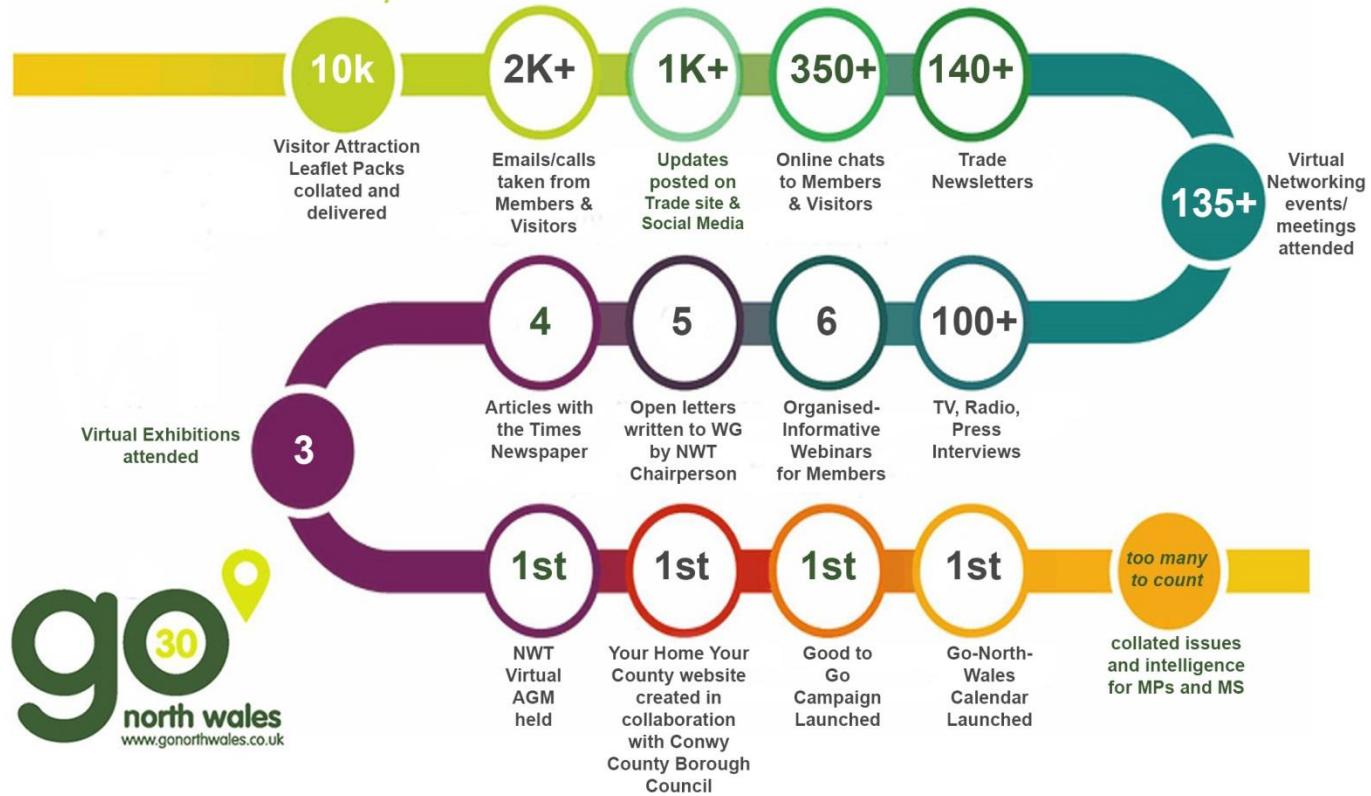 10k
Visitor Attraction
Leaflet Packs
collated and
delivered
2K+
Emails/calls
taken from
Members &
Visitors
1K+
Updates
posted on
Trade site &
Social Media
350+
Online chats
to Members
& Visitors
140+
Trade
Newsletters
135+
Virtual
Networking
events/
meetings
attended
100+
TV, Radio,
Press
Interviews
6
Organised-
Informative
Webinars
for Members
5
Open letters
written to WG
by NWT
Chairperson
4
Articles with
the Times
Newspaper
3
Virtual Exhibitions
attended
1st
NWT
Virtual
AGM
held
1st
Your Home Your
County website
created in
collaboration
with Conwy
County Borough
Council
1st
Good to
Go
Campaign
Launched
1st
Go-North-
Wales
Calendar
Launched
too many
to count
collated issues
and intelligence
for MPs and MS
go
30
north wales
www.gonorthwales.co.uk